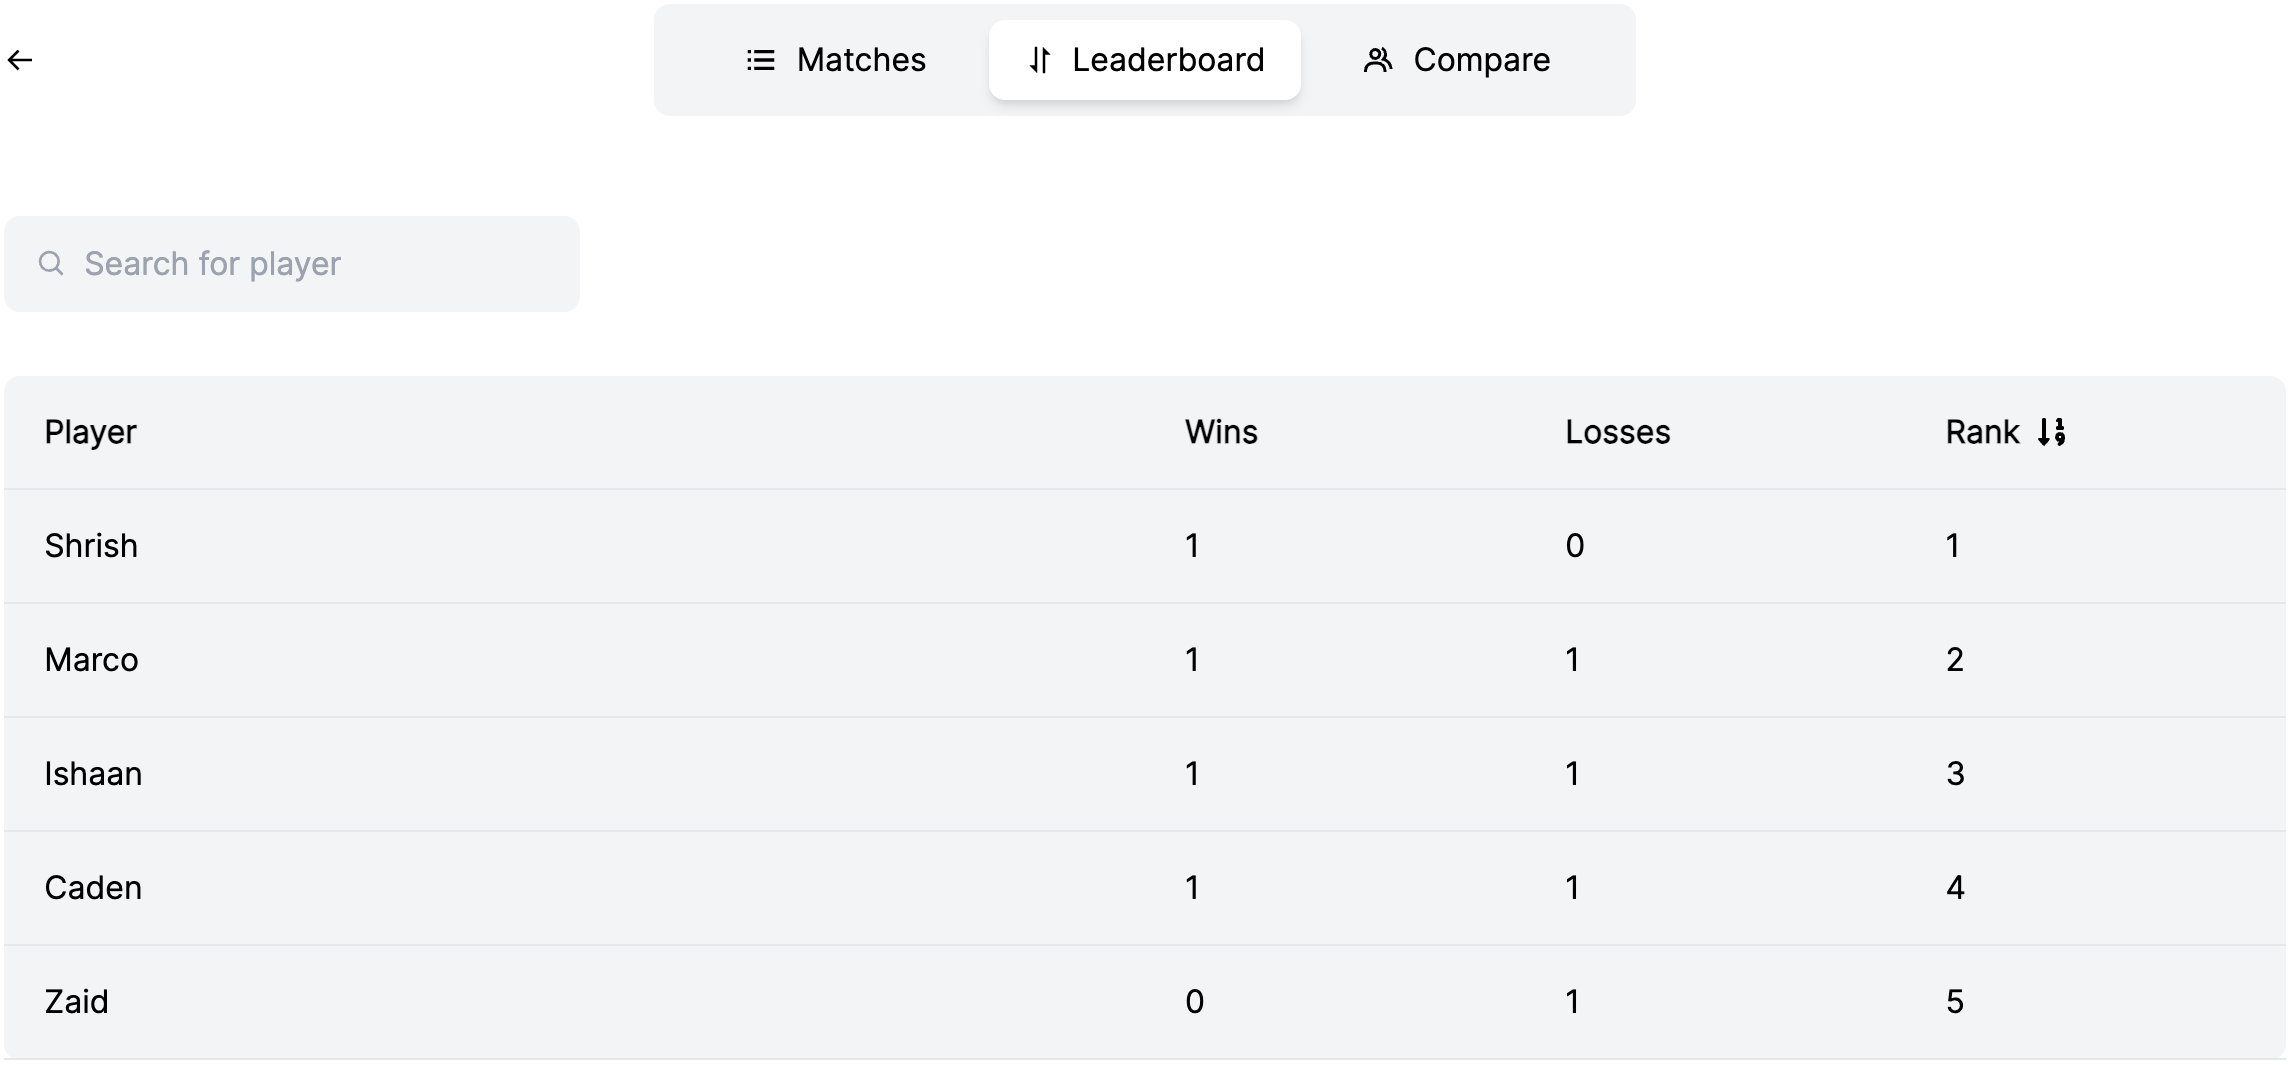 Matches Leaderboard Compare
Search for player
Player Wins Losses Rank
Shrish 1 0 1
Marco 1 1 2
Ishaan 1 1 3
Caden 1 1 4
Zaid 0 1 5